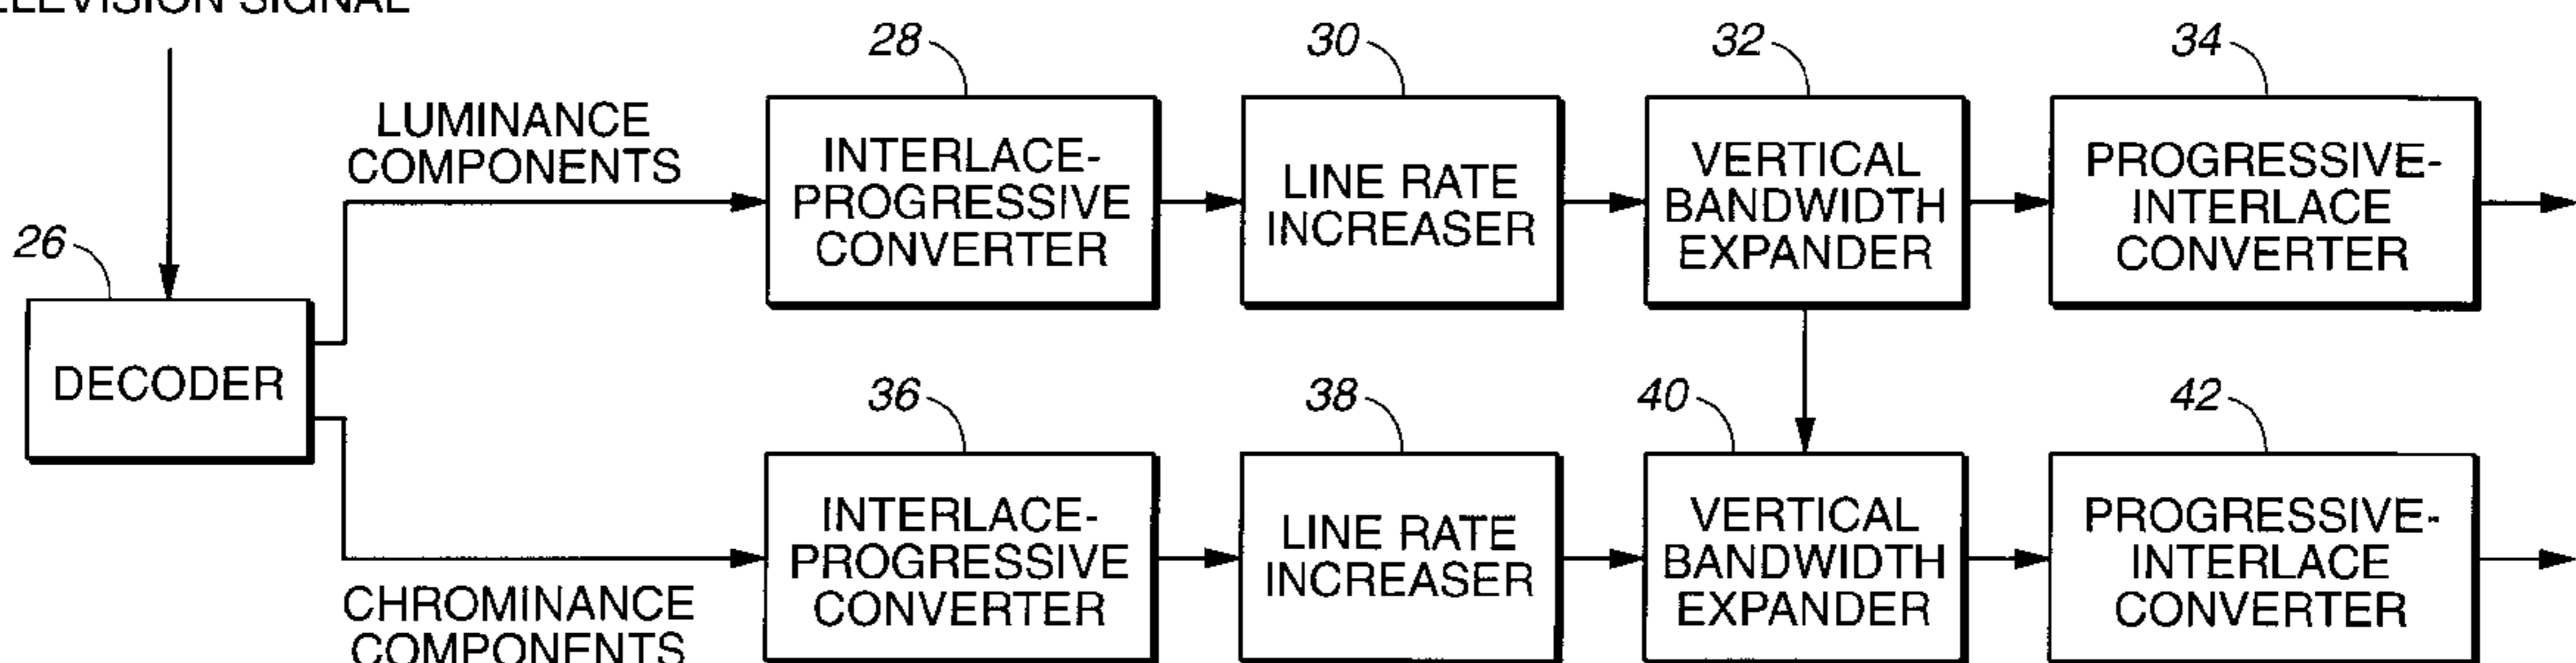 TELEVISION SIGNAL
28
30
32
34
LUMINANCE
COMPONENTS
INTERLACE-
PROGRESSIVE
CONVERTER
LINE RATE
INCREASER
VERTICAL
BANDWIDTH
EXPANDER
PROGRESSIVE-
INTERLACE
CONVERTER
26
DECODER
36
38
40
42
INTERLACE-
PROGRESSIVE
CONVERTER
LINE RATE
INCREASER
VERTICAL
BANDWIDTH
EXPANDER
PROGRESSIVE-
INTERLACE
CONVERTER
CHROMINANCE
COMPONENTS